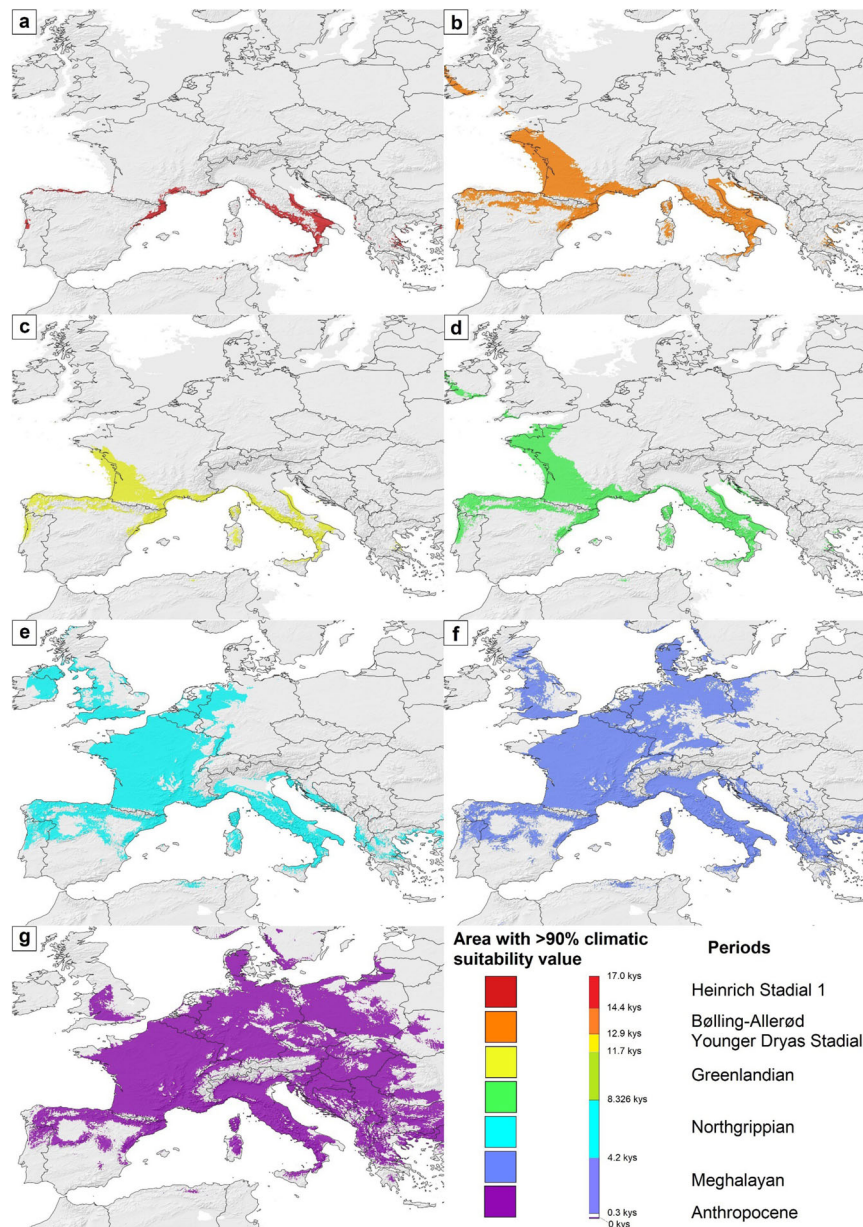 a
b
c
d
e
f
g
Area with >90% climatic
suitability value
Periods
17.0 kys
Heinrich Stadial 1
14.4 kys
Bølling-Allerød
12.9 kys
Younger Dryas Stadial
11.7 kys
Greenlandian
8.326 kys
Northgrippian
4.2 kys
Meghalayan
0.3 kys
Anthropocene
0 kys